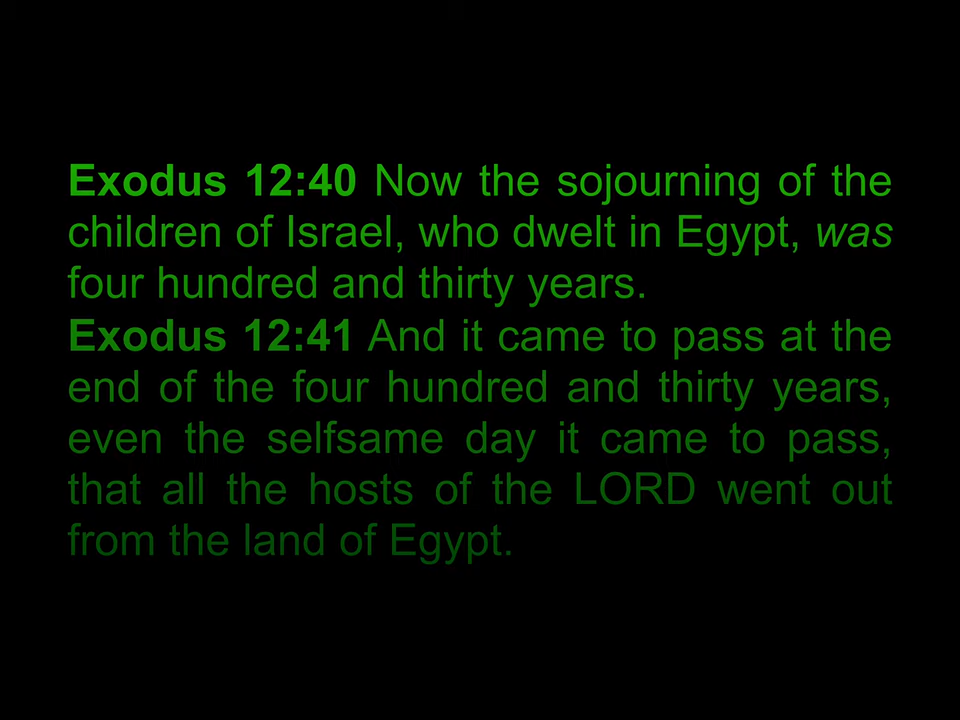 Exodus 12:40 Now the sojourning of the
children of Israel, who dwelt in Egypt, was
four hundred and thirty years.
Exodus 12:41 And it came to pass at the
end of the four hundred and thirty years,
even the selfsame day it came to pass,
that all the hosts of the LORD went out
from the land of Egypt.